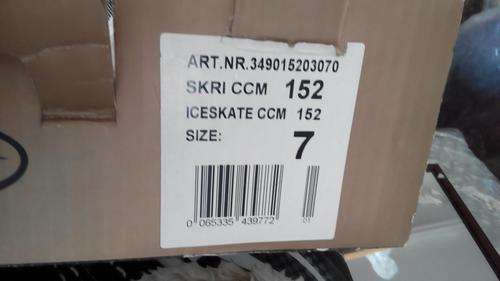 ART.NR.349015203070
SKRI CCM 152
ICESKATE CCM 152
SIZE: 7
0 065335 439772